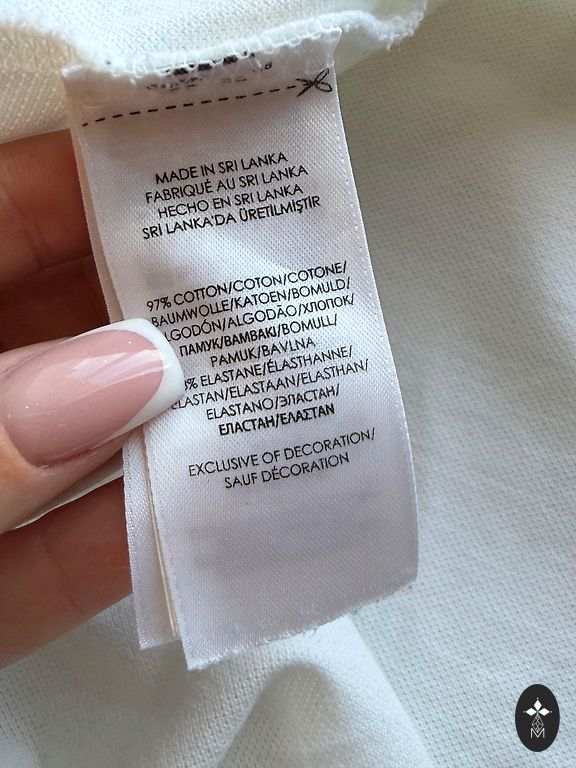 MADE IN SRI LANKA
FABRIQUÉ AU SRI LANKA
HECHO EN SRI LANKA
SRİ LANKA'DA ÜRETİLMİŞTİR
97% COTTON/COTON/COTONE/
BAUMWOLLE/KATOEN/BOMULD/
ALGODÓN/ALGODÃO/ХЛОПОК/
ПАМУК/ΒΑΜΒΑΚΙ/BOMULL/
PAMUK/BAVLNA
3% ELASTANE/ÉLASTHANNE/
ELASTAN/ELASTAAN/ELASTHAN/
ELASTANO/ЭЛАСТАН/
ЕЛАСТАН/ΕΛΑΣΤΑΝ
EXCLUSIVE OF DECORATION/
SAUF DÉCORATION
M